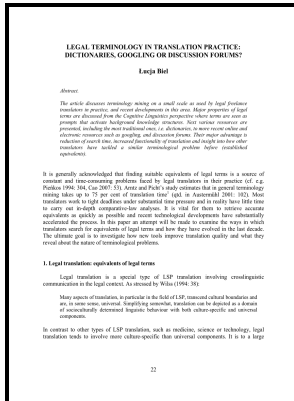 LEGAL TERMINOLOGY IN TRANSLATION PRACTICE:
DICTIONARIES, GOOGLING OR DISCUSSION FORUMS?
Łucja Biel
Abstract
The article discusses terminology mining on a small scale as used by legal freelance
translators in practice, and recent developments in this area. Major properties of legal
terms are discussed from the Cognitive Linguistics perspective where terms are seen as
prompts that activate background knowledge structures. Next various resources are
presented, including the most traditional ones, i.e. dictionaries, to more recent online and
electronic resources such as googling, and discussion forums. Their major advantage is
reduction of search time, increased functionality of translation and insight into how other
translators have tackled a similar terminological problem before (established
equivalents).
It is generally acknowledged that finding suitable equivalents of legal terms is a source of
constant and time-consuming problems faced by legal translators in their practice (cf. e.g.
Pieńkos 1994: 304, Cao 2007: 53). Arntz and Picht's study estimates that in general terminology
mining takes up to 75 per cent of translation time¹ (qt. in Austermühl 2001: 102). Most
translators work to tight deadlines under substantial time pressure and in reality have little time
to carry out in-depth comparative-law analyses. It is vital for them to retrieve accurate
equivalents as quickly as possible and recent technological developments have substantially
accelerated the process. In this paper an attempt will be made to examine the ways in which
translators search for equivalents of legal terms and how they have evolved in the last decade.
The ultimate goal is to investigate how new tools improve translation quality and what they
reveal about the nature of terminological problems.
1. Legal translation: equivalents of legal terms
Legal translation is a special type of LSP translation involving crosslinguistic
communication in the legal context. As stressed by Wilss (1994: 38):
Many aspects of translation, in particular in the field of LSP, transcend cultural boundaries and
are, in some sense, universal. Simplifying somewhat, translation can be depicted as a domain
of socioculturally determined linguistic behaviour with both culture-specific and universal
components.
In contrast to other types of LSP translation, such as medicine, science or technology, legal
translation tends to involve more culture-specific than universal components. It is to a large
22